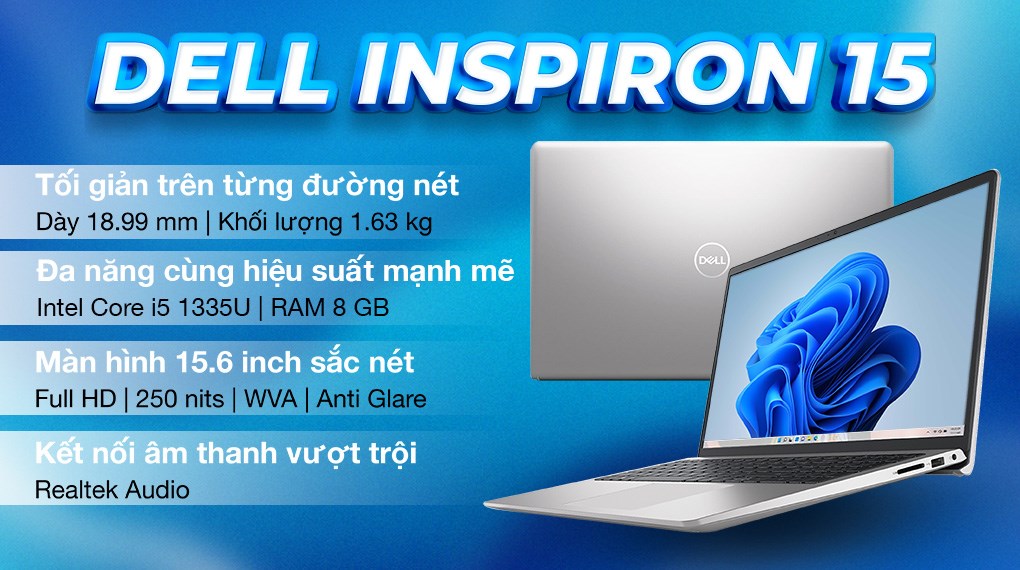 DELL INSPIRON 15
Tối giản trên từng đường nét
Dày 18.99 mm | Khối lượng 1.63 kg
Đa năng cùng hiệu suất mạnh mẽ
Intel Core i5 1335U | RAM 8 GB
Màn hình 15.6 inch sắc nét
Full HD | 250 nits | WVA | Anti Glare
Kết nối âm thanh vượt trội
Realtek Audio
DELL